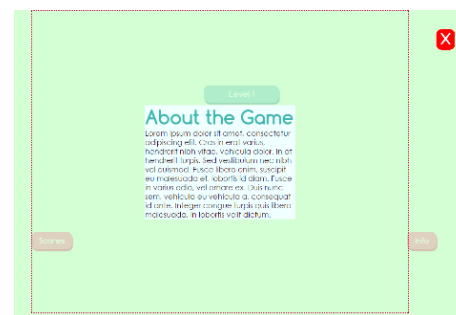 X
Level 1
About the Game
Lorem ipsum dolor sit amet, consectetur
adipiscing elit. Cras in erat varius,
hendrerit nibh vitae, vehicula dolor. In at
hendrerit turpis. Sed vestibulum nec nibh
vel euismod. Fusce libero enim, suscipit
eu malesuada et, lobortis id diam. Fusce
in varius odio, vel ornare ex. Duis nunc
sem, vehicula eu vehicula a, consequat
id ante. Integer congue turpis quis libero
malesuada, in lobortis velit dictum.
Scores
Info